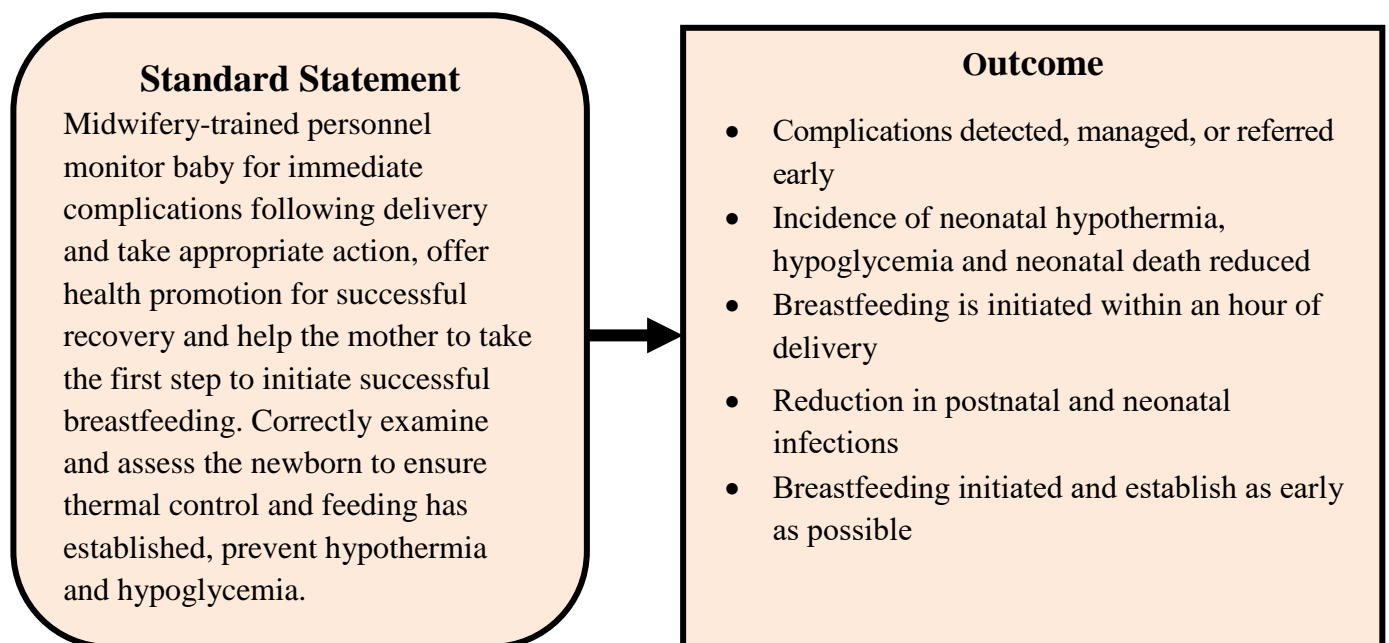 Standard Statement
Midwifery-trained personnel
monitor baby for immediate
complications following delivery
and take appropriate action, offer
health promotion for successful
recovery and help the mother to take
the first step to initiate successful
breastfeeding. Correctly examine
and assess the newborn to ensure
thermal control and feeding has
established, prevent hypothermia
and hypoglycemia.
Outcome
• Complications detected, managed, or referred
early
• Incidence of neonatal hypothermia,
hypoglycemia and neonatal death reduced
• Breastfeeding is initiated within an hour of
delivery
• Reduction in postnatal and neonatal
infections
• Breastfeeding initiated and establish as early
as possible